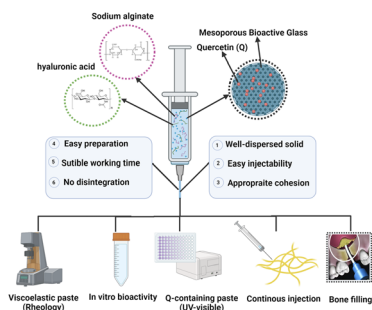 Sodium alginate
Mesoporous Bioactive Glass
Quercetin (Q)
hyaluronic acid
4 Easy preparation
5 Sutible working time
6 No disintegration
1 Well-dispersed solid
2 Easy injectability
3 Appropraite cohesion
Viscoelastic paste
(Rheology)
In vitro bioactivity
Q-containing paste
(UV-visible)
Continous injection
Bone filling